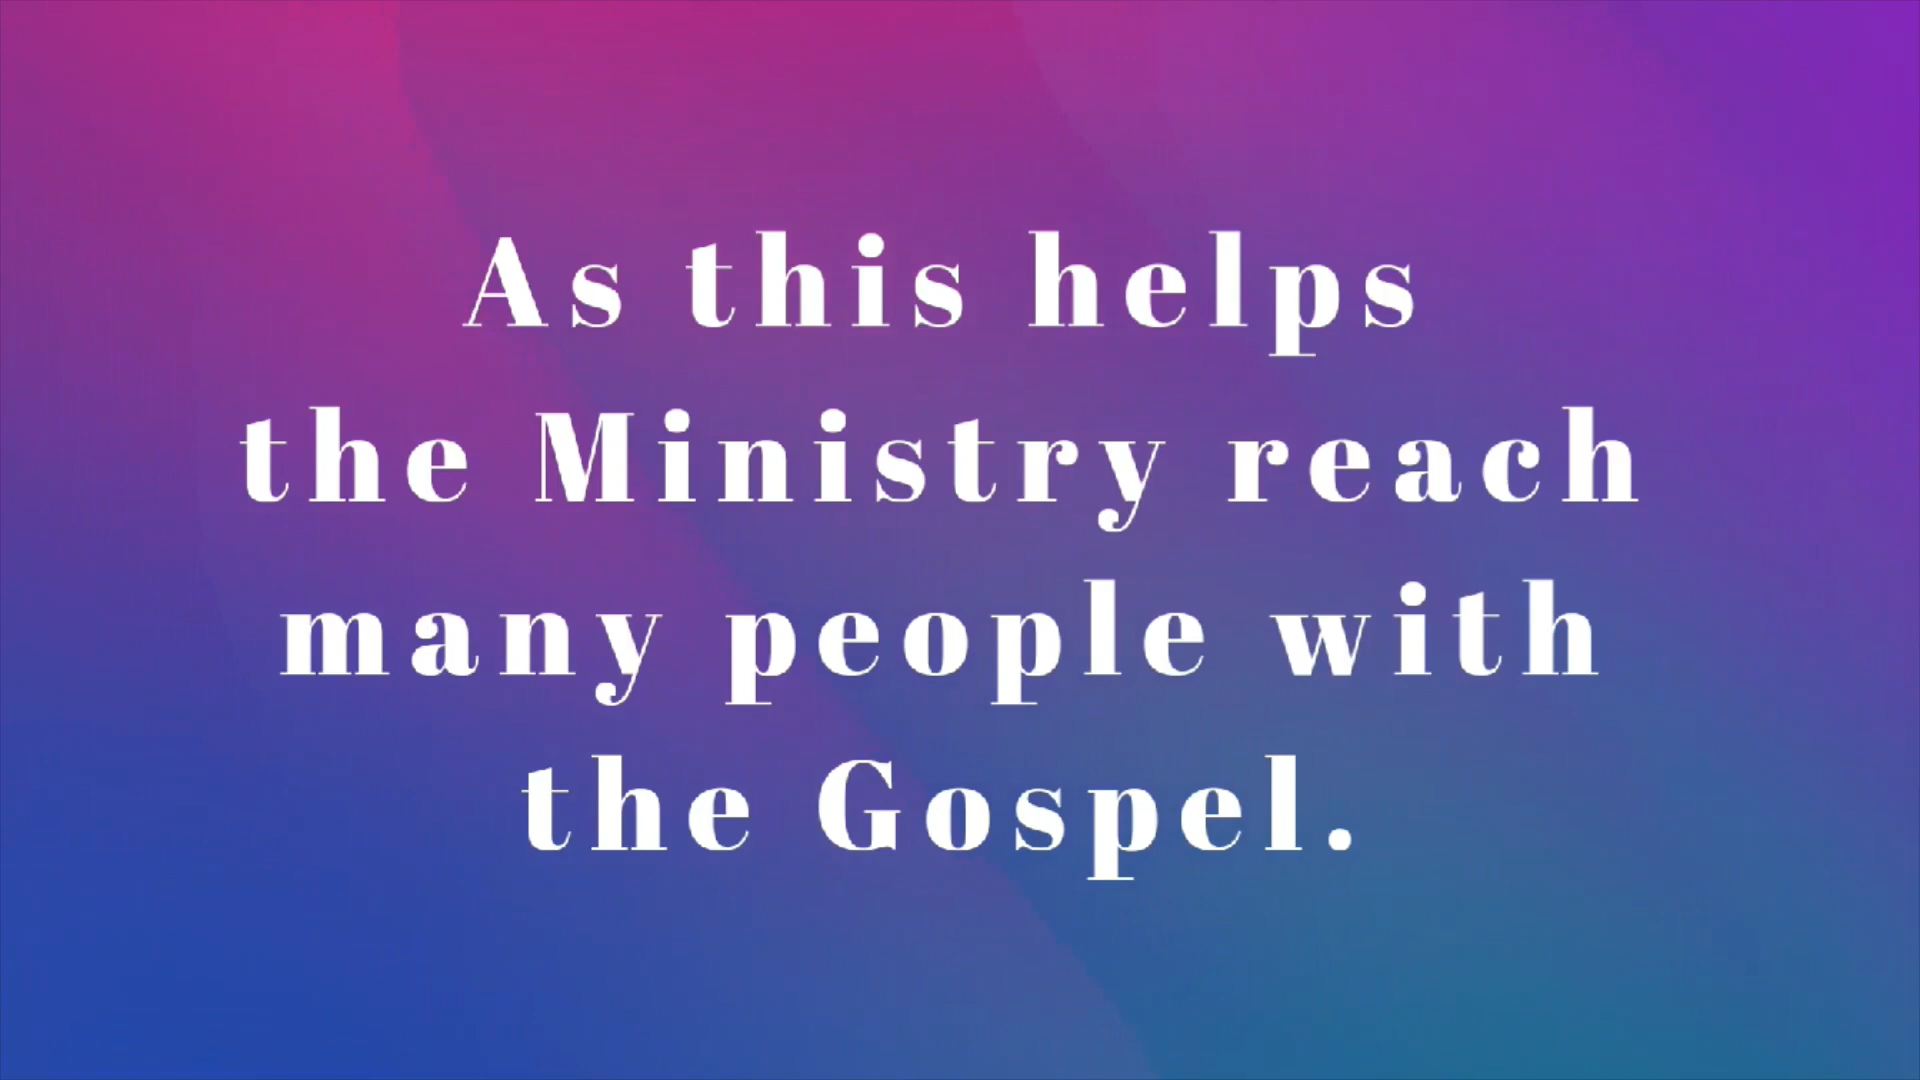 As this helps
the Ministry reach
many people with
the Gospel.